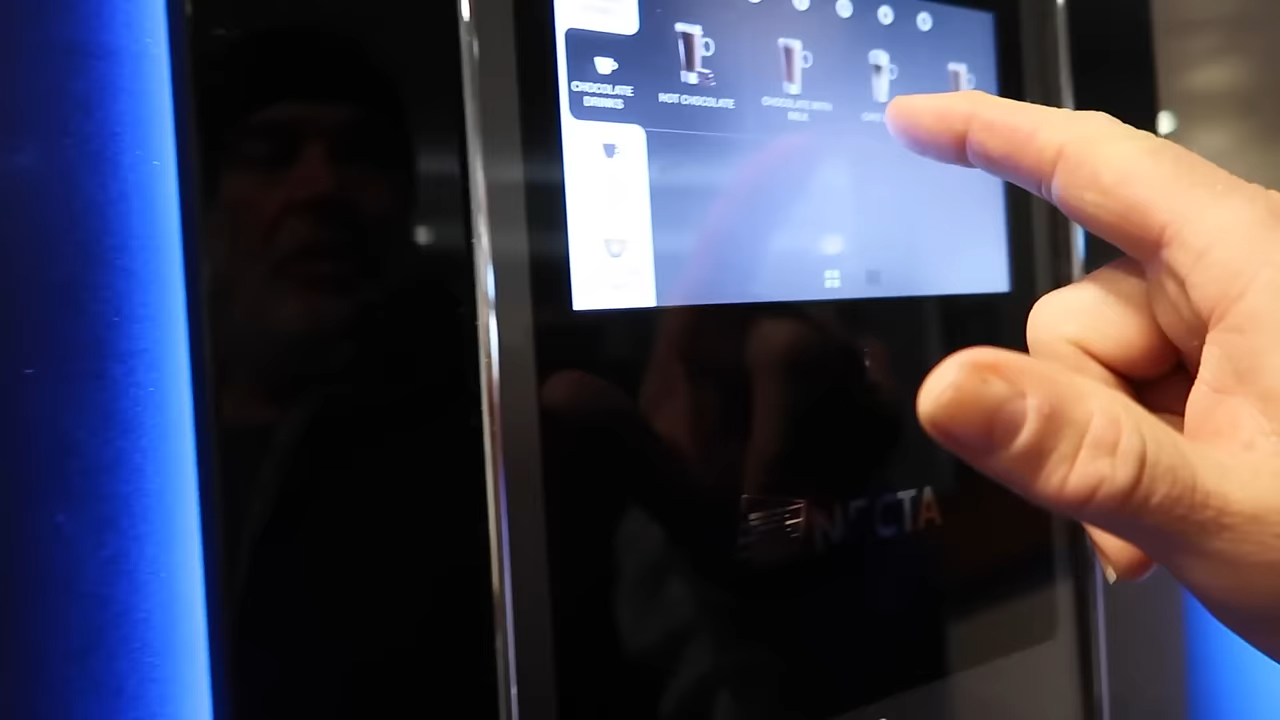 CHOCOLATE
DRINKS
HOT CHOCOLATE
CHOCOLATE WITH
MILK
NECTA